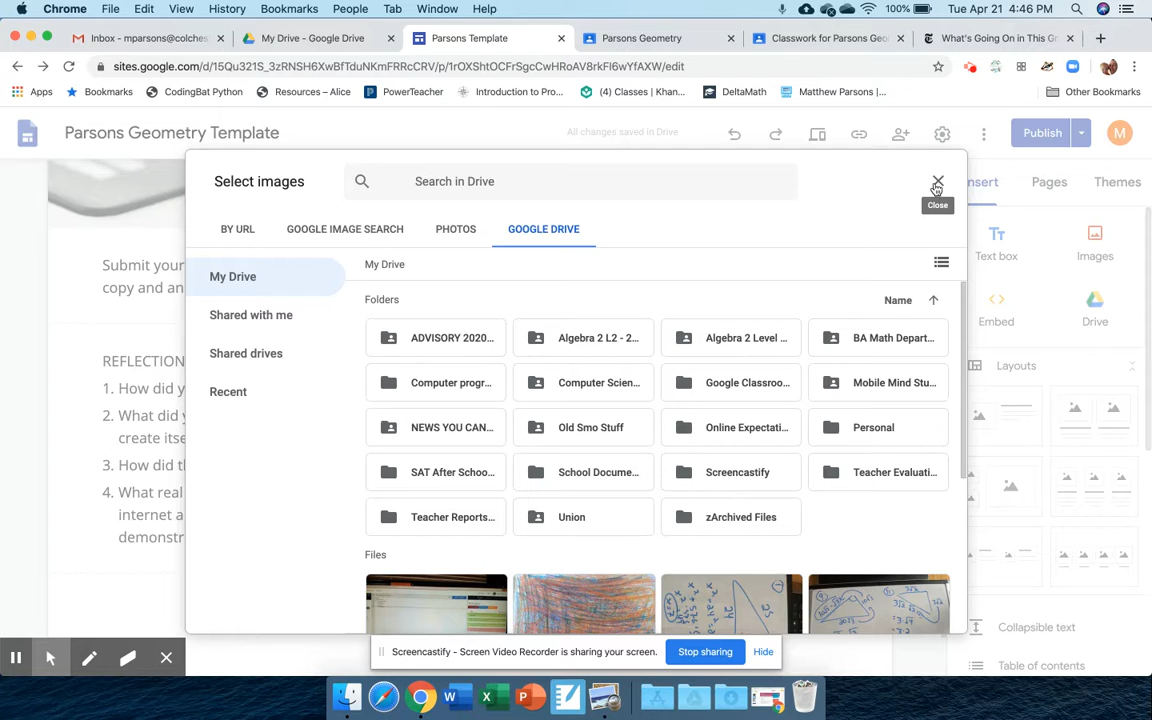 Chrome File Edit View History Bookmarks People Tab Window Help 100% Tue Apr 21 4:46 PM
Inbox - mparsons@colches My Drive - Google Drive Parsons Template Parsons Geometry Classwork for Parsons Geo What's Going On in This Gr
sites.google.com/d/15Qu321S_3zRNSH6XwBfTduNKmFRRcCRV/p/1rOXShtOCFrSgcCwHRoAV8rkFl6wYfAXW/edit
Apps Bookmarks CodingBat Python Resources – Alice PowerTeacher Introduction to Pro... (4) Classes | Khan... DeltaMath Matthew Parsons |... Other Bookmarks
Parsons Geometry Template All changes saved in Drive Publish M
Select images Search in Drive
Close
nsert Pages Themes
BY URL GOOGLE IMAGE SEARCH PHOTOS GOOGLE DRIVE
Text box Images
Submit your
copy and an
My Drive
Shared with me
Shared drives
Recent
My Drive
Folders Name
ADVISORY 2020... Algebra 2 L2 - 2... Algebra 2 Level ... BA Math Depart...
Computer progr... Computer Scien... Google Classroo... Mobile Mind Stu...
NEWS YOU CAN... Old Smo Stuff Online Expectati... Personal
SAT After Schoo... School Docume... Screencastify Teacher Evaluati...
Teacher Reports... Union zArchived Files
Files
Embed Drive
Layouts
Collapsible text
Table of contents
REFLECTION
1. How did y
2. What did y
create itse
3. How did th
4. What real
internet a
demonstr
Screencastify - Screen Video Recorder is sharing your screen. Stop sharing Hide